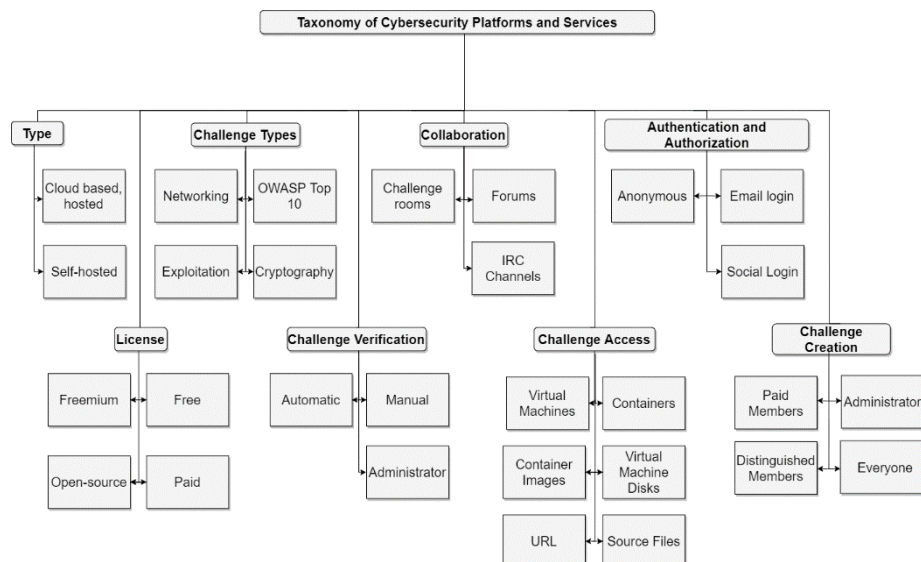 Taxonomy of Cybersecurity Platforms and Services
Type
Cloud based,
hosted
Self-hosted
Challenge Types
Networking
OWASP Top
10
Exploitation
Cryptography
Collaboration
Challenge
rooms
Forums
IRC
Channels
Authentication and
Authorization
Anonymous
Email login
Social Login
License
Freemium
Free
Open-source
Paid
Challenge Verification
Automatic
Manual
Administrator
Challenge Access
Virtual
Machines
Containers
Container
Images
Virtual
Machine
Disks
URL
Source Files
Challenge
Creation
Paid
Members
Administrator
Distinguished
Members
Everyone